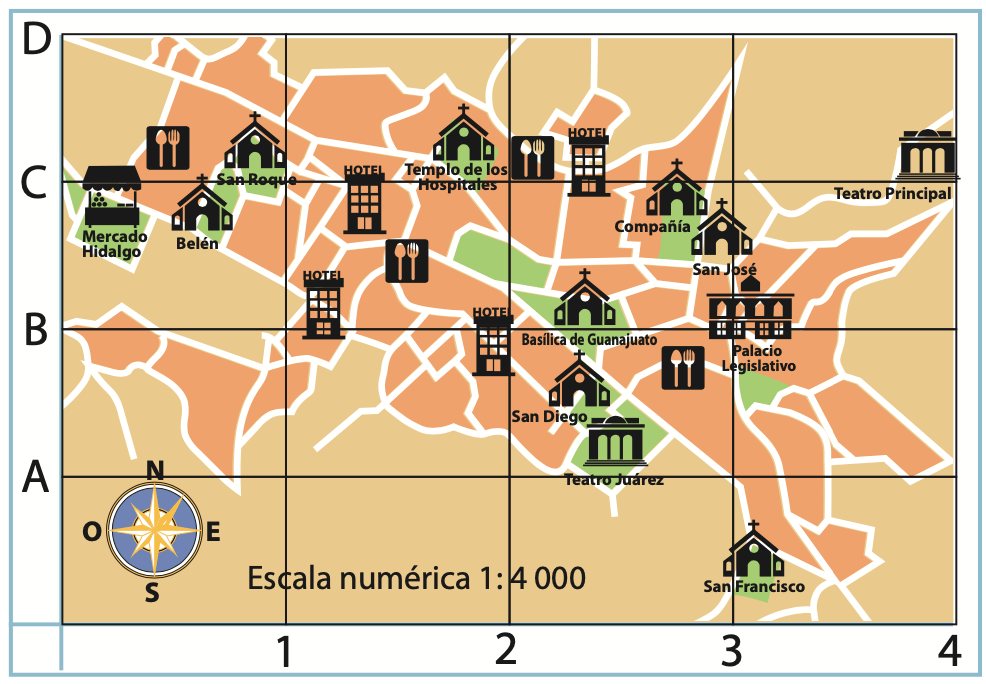 D
HOTEL
San Roque
HOTEL
Templo de los
Hospitales
Teatro Principal
C
Mercado
Hidalgo
Belén
Compañía
San José
HOTEL
HOTEL
B
Basílica de Guanajuato
Palacio
Legislativo
San Diego
Teatro Juárez
A
N
O
E
S
Escala numérica 1: 4 000
San Francisco
1
2
3
4